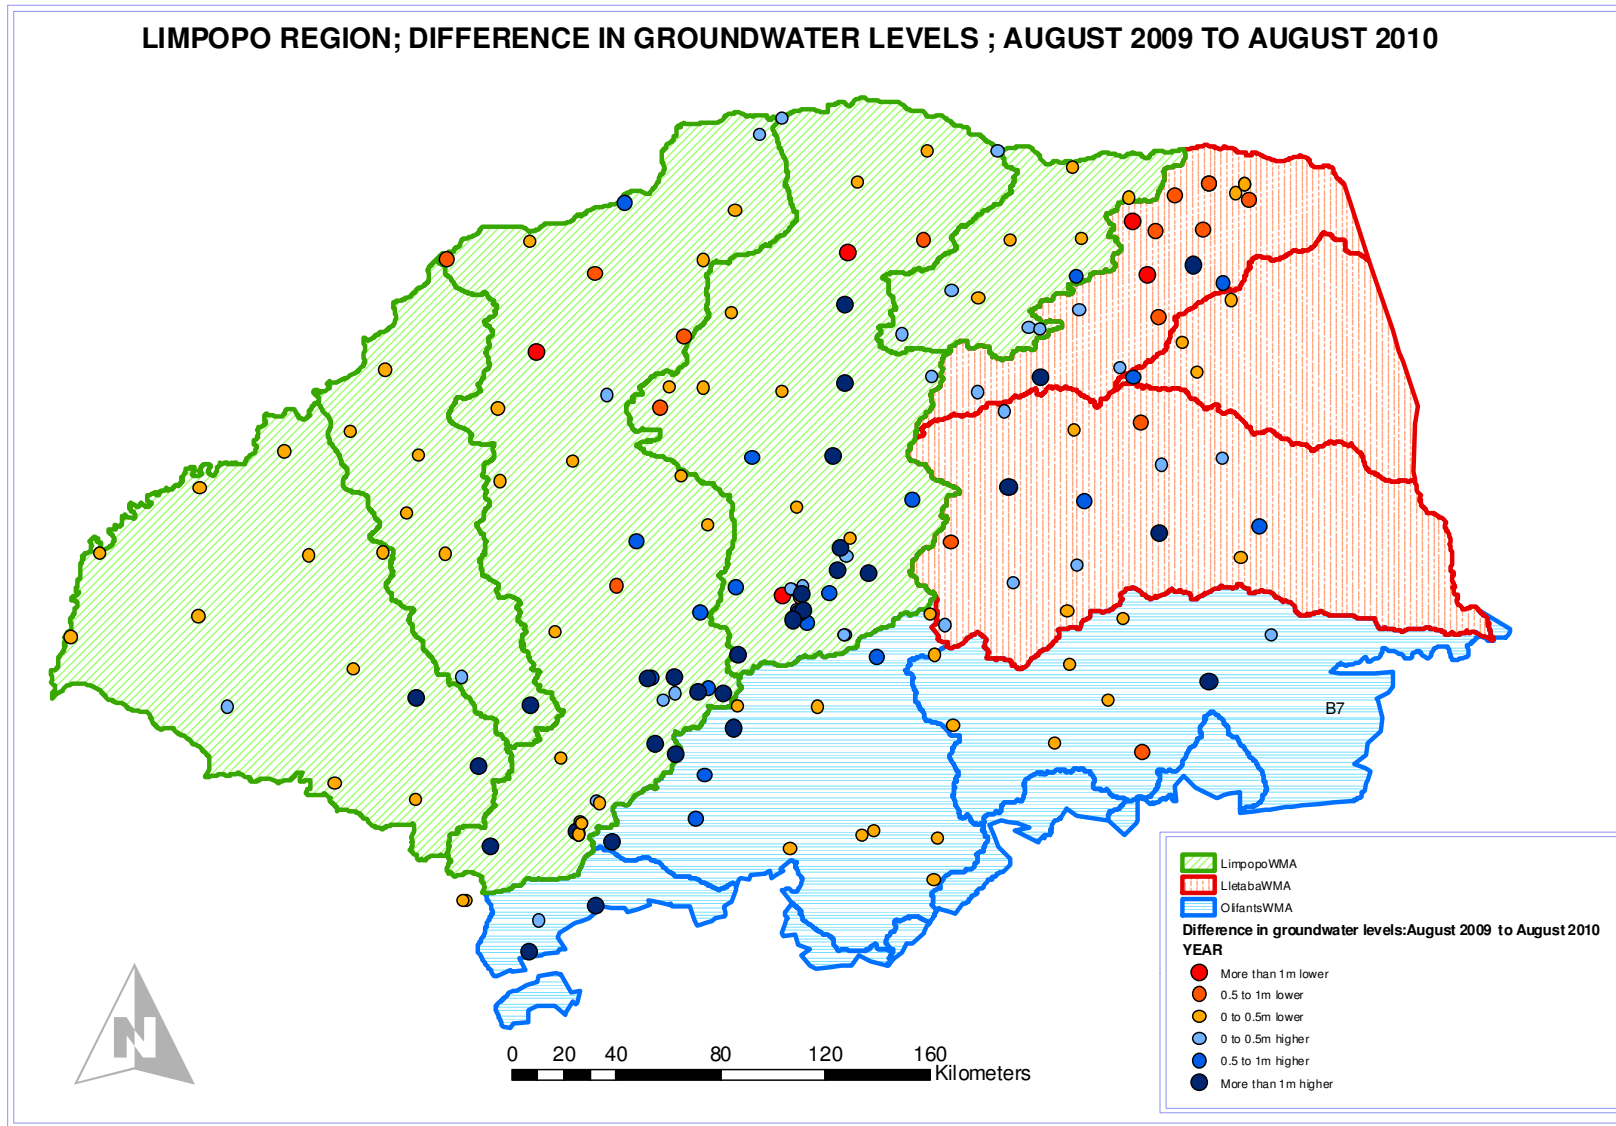 LIMPOPO REGION; DIFFERENCE IN GROUNDWATER LEVELS ; AUGUST 2009 TO AUGUST 2010
B7
LimpopoWMA
LletabaWMA
OlifantsWMA
Difference in groundwater levels:August 2009 to August 2010
YEAR
More than 1m lower
0.5 to 1m lower
0 to 0.5m lower
0 to 0.5m higher
0.5 to 1m higher
More than 1m higher
N
0 20 40 80 120 160
Kilometers